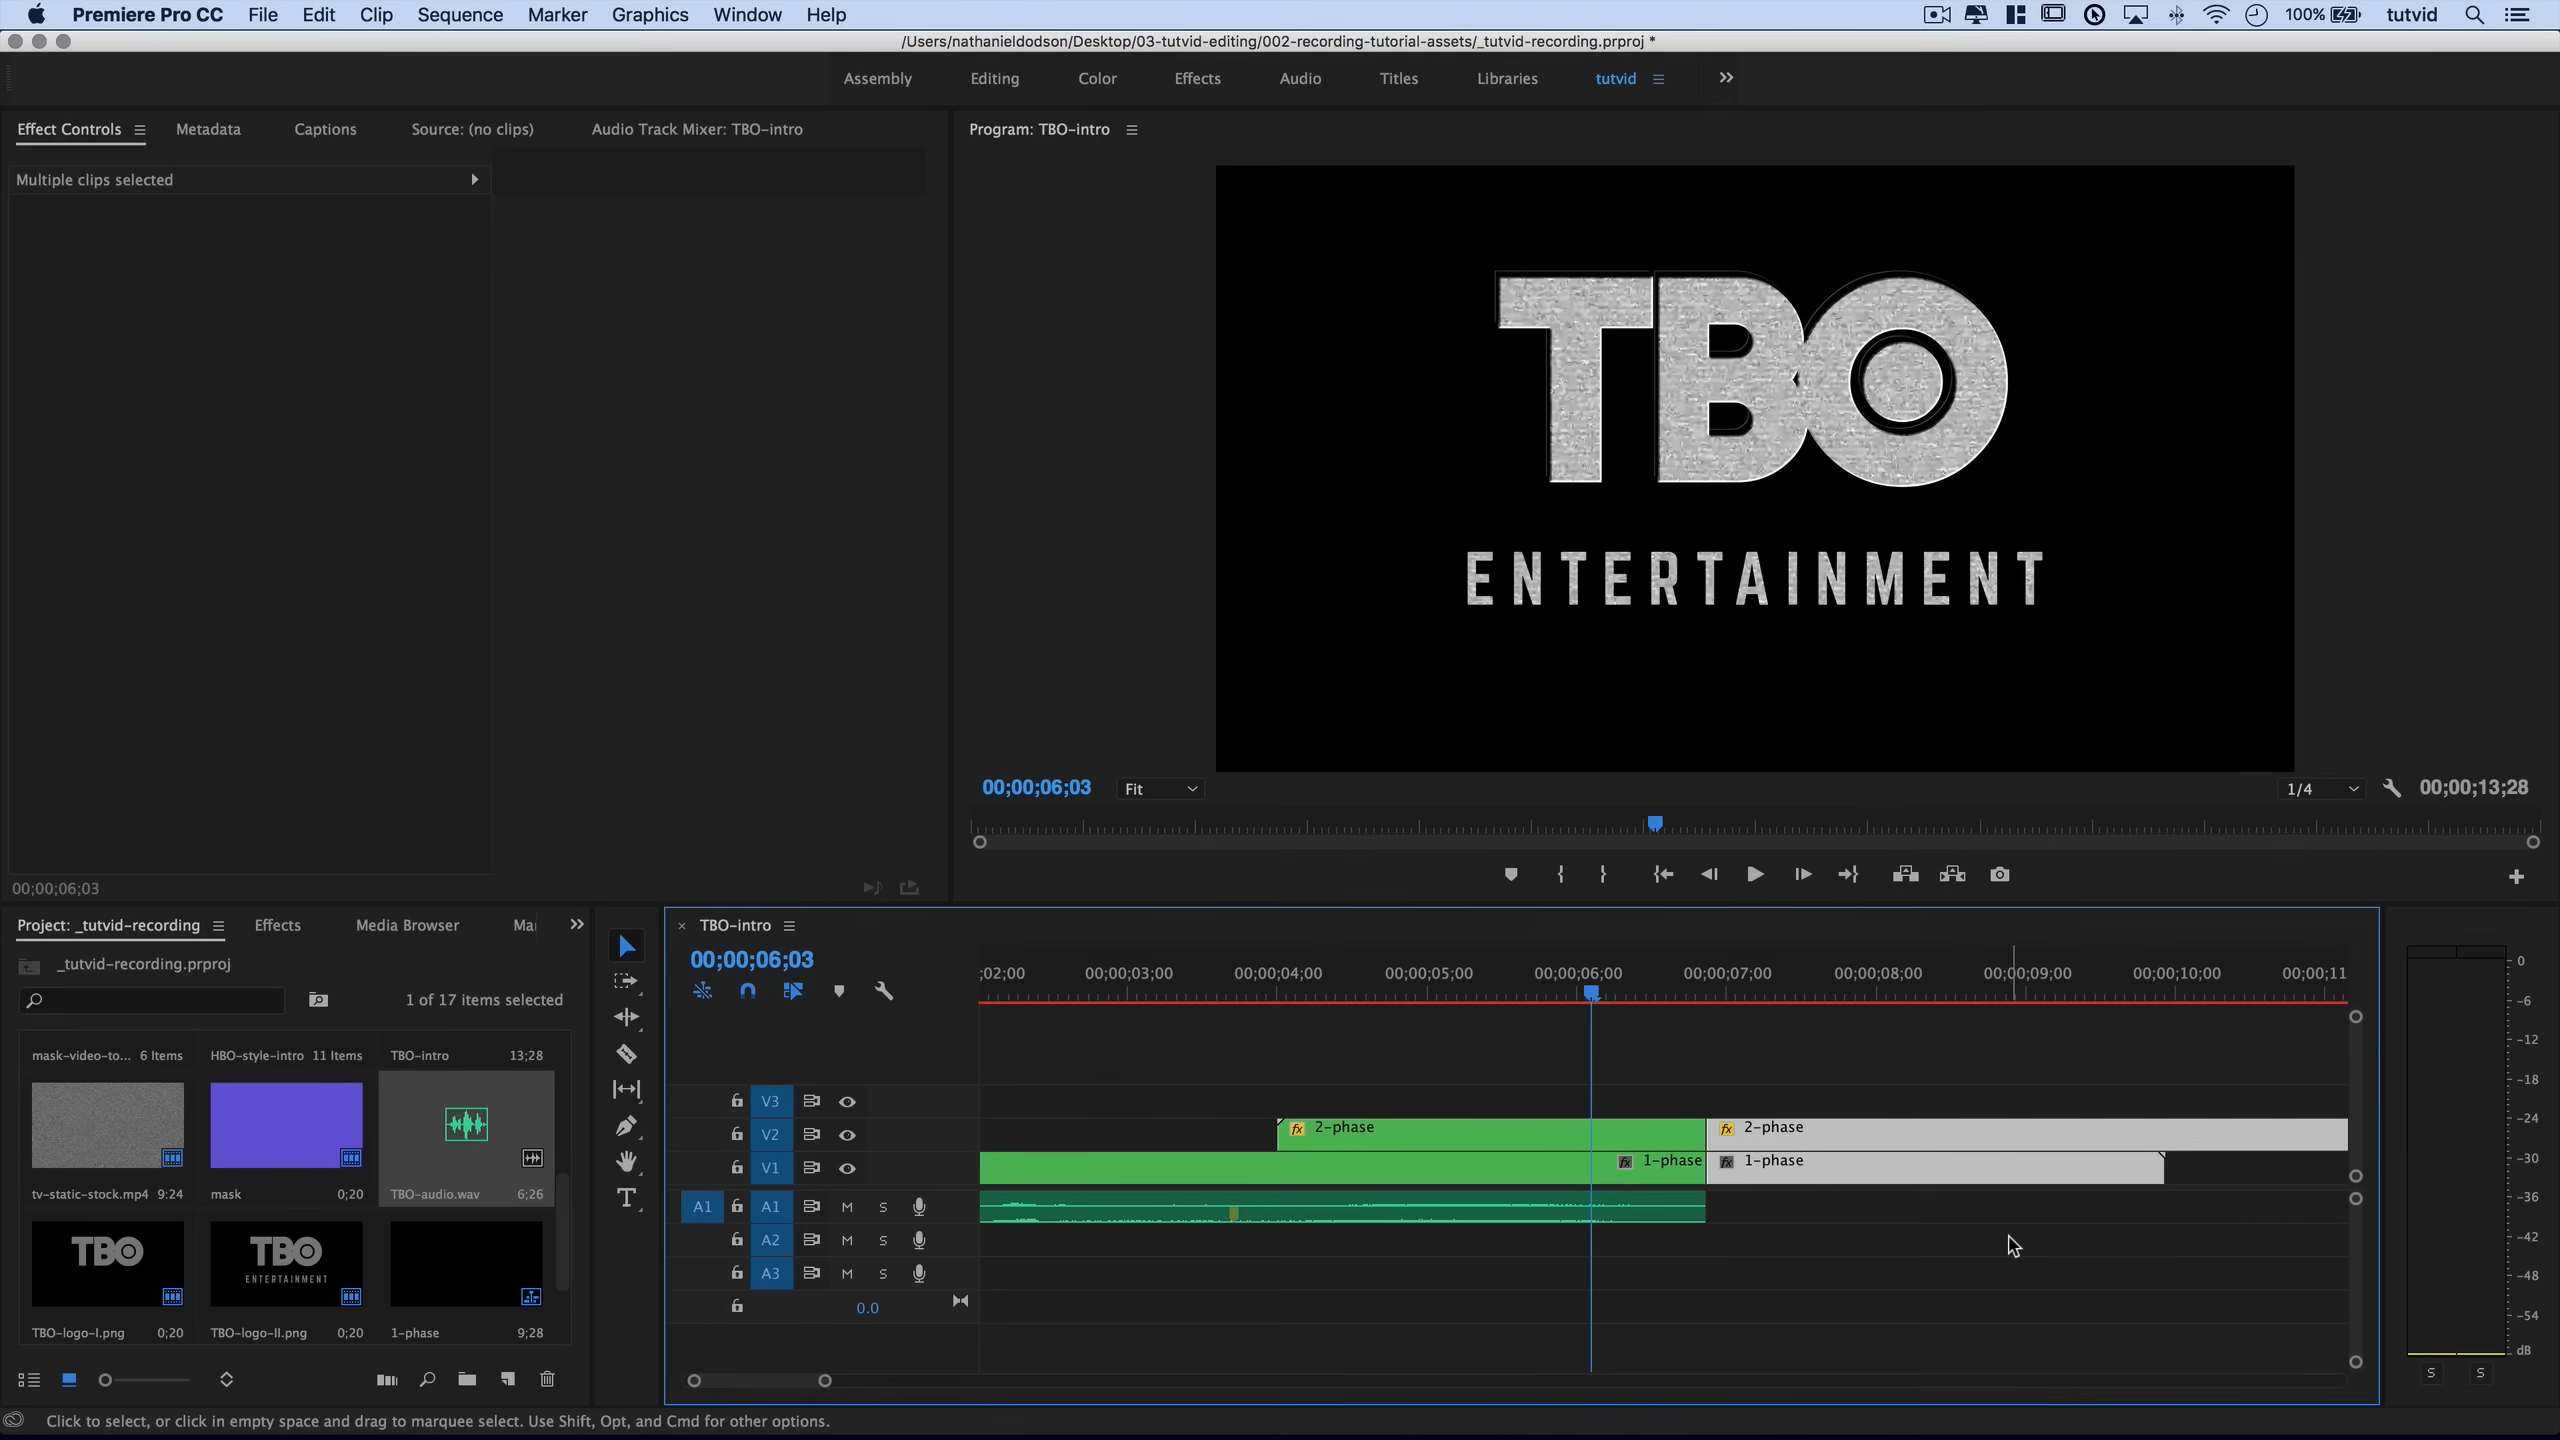 Premiere Pro CC File Edit Clip Sequence Marker Graphics Window Help 100% tutvid
/Users/nathanieldodson/Desktop/03-tutvid-editing/002-recording-tutorial-assets/_tutvid-recording.prproj *
Assembly Editing Color Effects Audio Titles Libraries tutvid
Effect Controls Metadata Captions Source: (no clips) Audio Track Mixer: TBO-intro
Multiple clips selected
00;00;06;03
Program: TBO-intro
TBO
ENTERTAINMENT
00;00;06;03 Fit 1/4 00;00;13;28
Project: _tutvid-recording Effects Media Browser Mar
_tutvid-recording.prproj
1 of 17 items selected
mask-video-to... 6 Items HBO-style-intro 11 Items TBO-intro 13;28
tv-static-stock.mp4 9:24 mask 0;20 TBO-audio.wav 6;26
TBO
TBO
ENTERTAINMENT
TBO-logo-I.png 0;20 TBO-logo-II.png 0;20 1-phase 9;28
TBO-intro
00;00;06;03
;02;00 00;00;03;00 00;00;04;00 00;00;05;00 00;00;06;00 00;00;07;00 00;00;08;00 00;00;09;00 00;00;10;00 00;00;11
V3
V2 fx 2-phase fx 2-phase
V1 fx 1-phase fx 1-phase
A1 A1 M S
A2 M S
A3 M S
0.0
0
-6
-12
-18
-24
-30
-36
-42
-48
-54
dB
S S
Click to select, or click in empty space and drag to marquee select. Use Shift, Opt, and Cmd for other options.